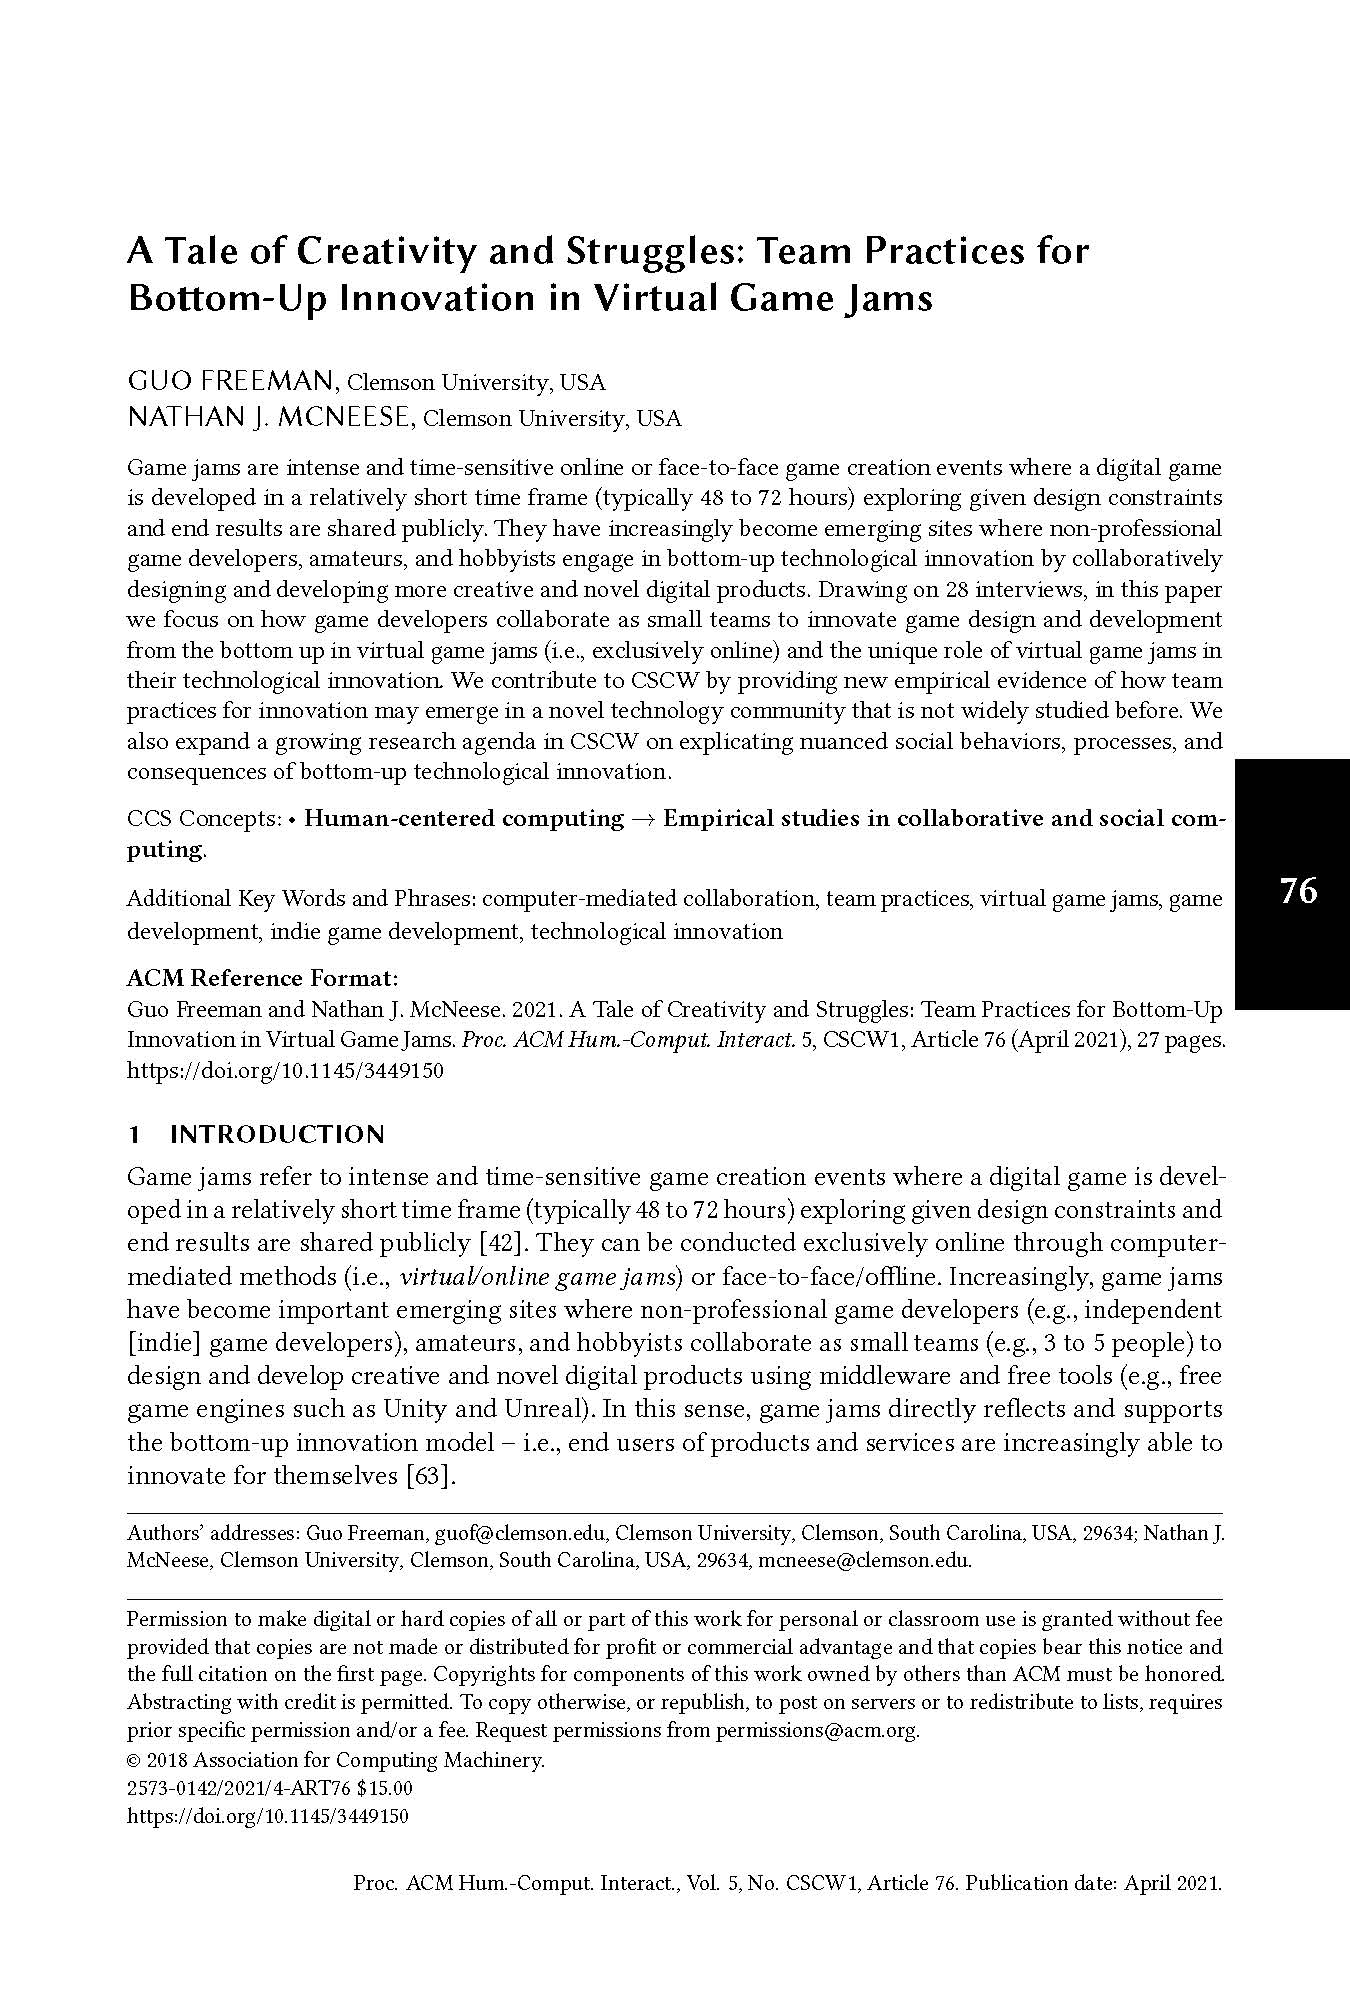 A Tale of Creativity and Struggles: Team Practices for
Bottom-Up Innovation in Virtual Game Jams
GUO FREEMAN, Clemson University, USA
NATHAN J. MCNEESE, Clemson University, USA
Game jams are intense and time-sensitive online or face-to-face game creation events where a digital game
is developed in a relatively short time frame (typically 48 to 72 hours) exploring given design constraints
and end results are shared publicly. They have increasingly become emerging sites where non-professional
game developers, amateurs, and hobbyists engage in bottom-up technological innovation by collaboratively
designing and developing more creative and novel digital products. Drawing on 28 interviews, in this paper
we focus on how game developers collaborate as small teams to innovate game design and development
from the bottom up in virtual game jams (i.e., exclusively online) and the unique role of virtual game jams in
their technological innovation. We contribute to CSCW by providing new empirical evidence of how team
practices for innovation may emerge in a novel technology community that is not widely studied before. We
also expand a growing research agenda in CSCW on explicating nuanced social behaviors, processes, and
consequences of bottom-up technological innovation.
CCS Concepts: • Human-centered computing → Empirical studies in collaborative and social com-
puting.
76
Additional Key Words and Phrases: computer-mediated collaboration, team practices, virtual game jams, game
development, indie game development, technological innovation
ACM Reference Format:
Guo Freeman and Nathan J. McNeese. 2021. A Tale of Creativity and Struggles: Team Practices for Bottom-Up
Innovation in Virtual Game Jams. Proc. ACM Hum.-Comput. Interact. 5, CSCW1, Article 76 (April 2021), 27 pages.
https://doi.org/10.1145/3449150
1 INTRODUCTION
Game jams refer to intense and time-sensitive game creation events where a digital game is devel-
oped in a relatively short time frame (typically 48 to 72 hours) exploring given design constraints and
end results are shared publicly [42]. They can be conducted exclusively online through computer-
mediated methods (i.e., virtual/online game jams) or face-to-face/offline. Increasingly, game jams
have become important emerging sites where non-professional game developers (e.g., independent
[indie] game developers), amateurs, and hobbyists collaborate as small teams (e.g., 3 to 5 people) to
design and develop creative and novel digital products using middleware and free tools (e.g., free
game engines such as Unity and Unreal). In this sense, game jams directly reflects and supports
the bottom-up innovation model – i.e., end users of products and services are increasingly able to
innovate for themselves [63].
Authors' addresses: Guo Freeman, guof@clemson.edu, Clemson University, Clemson, South Carolina, USA, 29634; Nathan J.
McNeese, Clemson University, Clemson, South Carolina, USA, 29634, mcneese@clemson.edu.
Permission to make digital or hard copies of all or part of this work for personal or classroom use is granted without fee
provided that copies are not made or distributed for profit or commercial advantage and that copies bear this notice and
the full citation on the first page. Copyrights for components of this work owned by others than ACM must be honored.
Abstracting with credit is permitted. To copy otherwise, or republish, to post on servers or to redistribute to lists, requires
prior specific permission and/or a fee. Request permissions from permissions@acm.org.
© 2018 Association for Computing Machinery.
2573-0142/2021/4-ART76 $15.00
https://doi.org/10.1145/3449150
Proc. ACM Hum.-Comput. Interact., Vol. 5, No. CSCW1, Article 76. Publication date: April 2021.